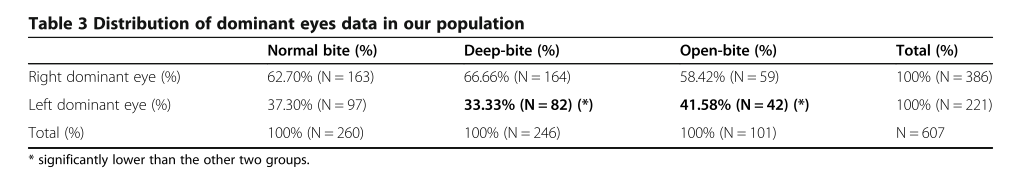 Table 3 Distribution of dominant eyes data in our population
Normal bite (%) Deep-bite (%) Open-bite (%) Total (%)
Right dominant eye (%) 62.70% (N = 163) 66.66% (N = 164) 58.42% (N = 59) 100% (N = 386)
Left dominant eye (%) 37.30% (N = 97) 33.33% (N = 82) (*) 41.58% (N = 42) (*) 100% (N = 221)
Total (%) 100% (N = 260) 100% (N = 246) 100% (N = 101) N = 607
* significantly lower than the other two groups.